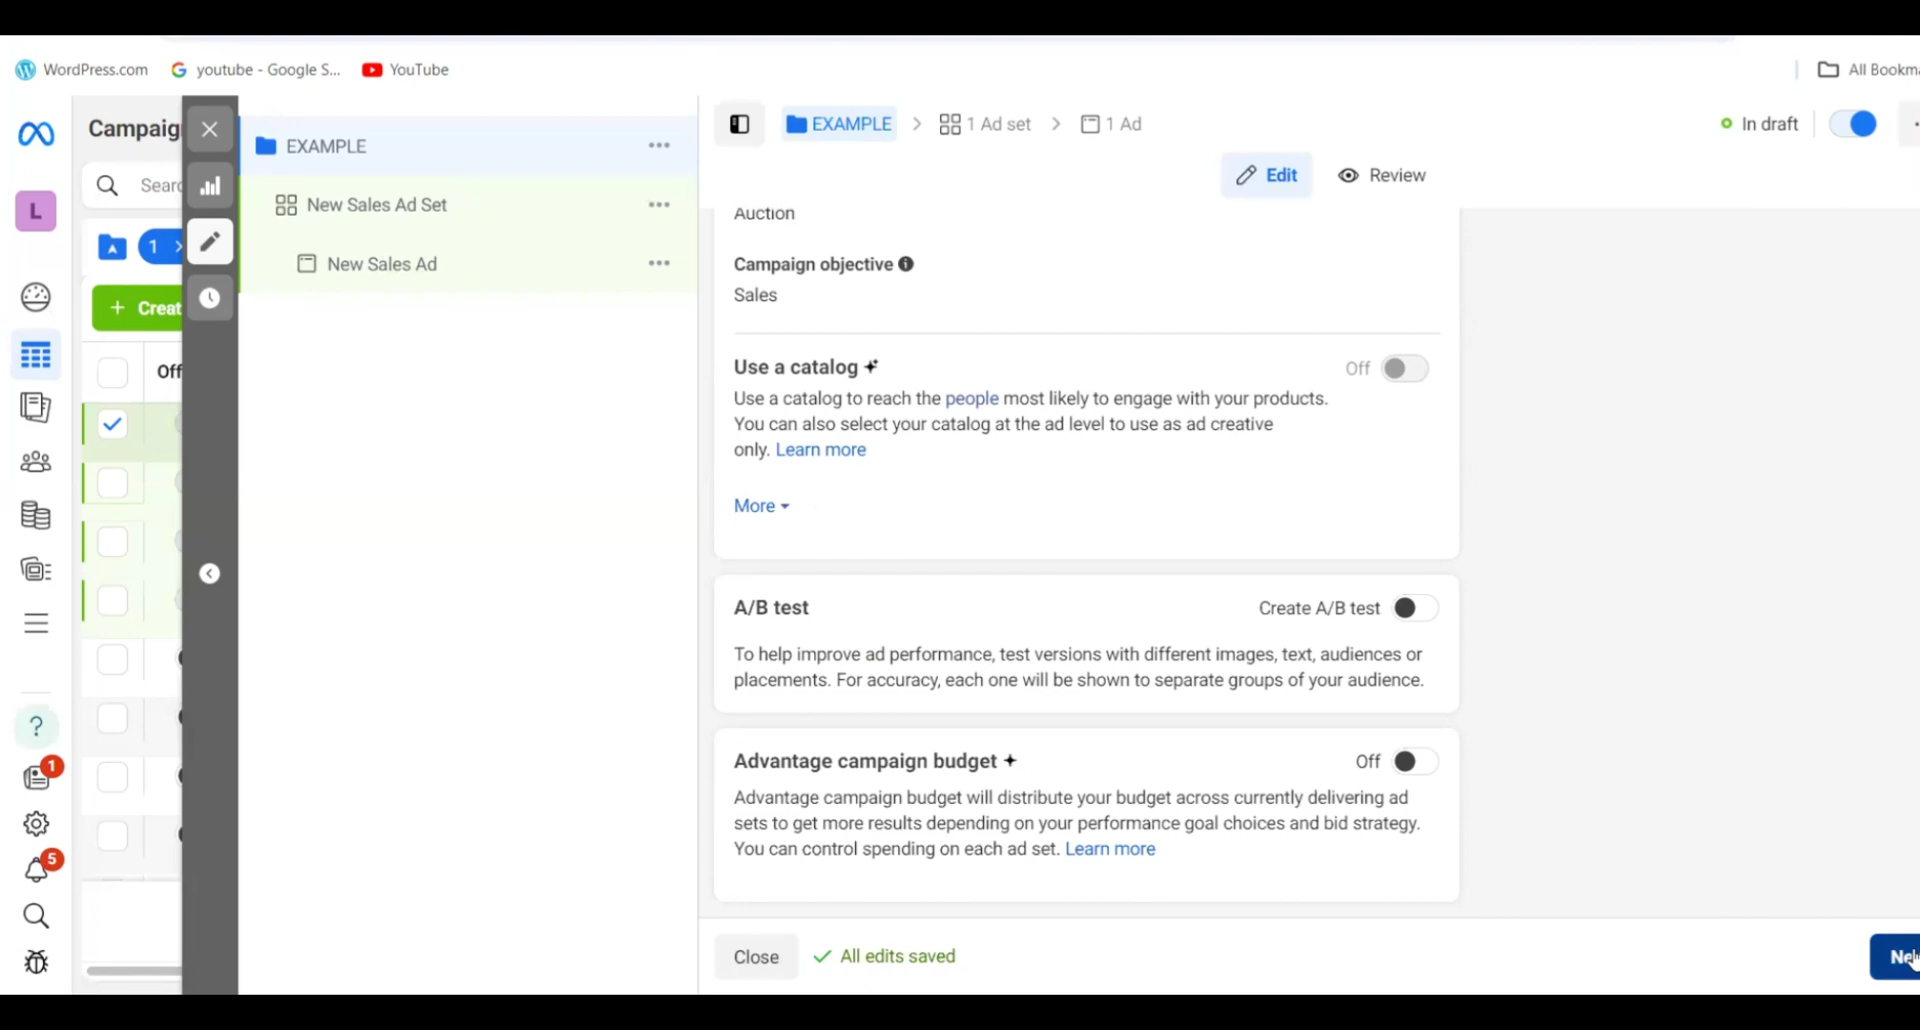 WordPress.com
youtube - Google S...
YouTube
All Bookma
L
Campaig
Searc
1
+ Creat
Off
EXAMPLE
New Sales Ad Set
New Sales Ad
EXAMPLE > 1 Ad set > 1 Ad
In draft
Edit
Review
Auction
Campaign objective
Sales
Use a catalog
Off
Use a catalog to reach the people most likely to engage with your products.
You can also select your catalog at the ad level to use as ad creative
only. Learn more
More
A/B test
Create A/B test
To help improve ad performance, test versions with different images, text, audiences or
placements. For accuracy, each one will be shown to separate groups of your audience.
Advantage campaign budget
Off
Advantage campaign budget will distribute your budget across currently delivering ad
sets to get more results depending on your performance goal choices and bid strategy.
You can control spending on each ad set. Learn more
Close
All edits saved
?
1
5